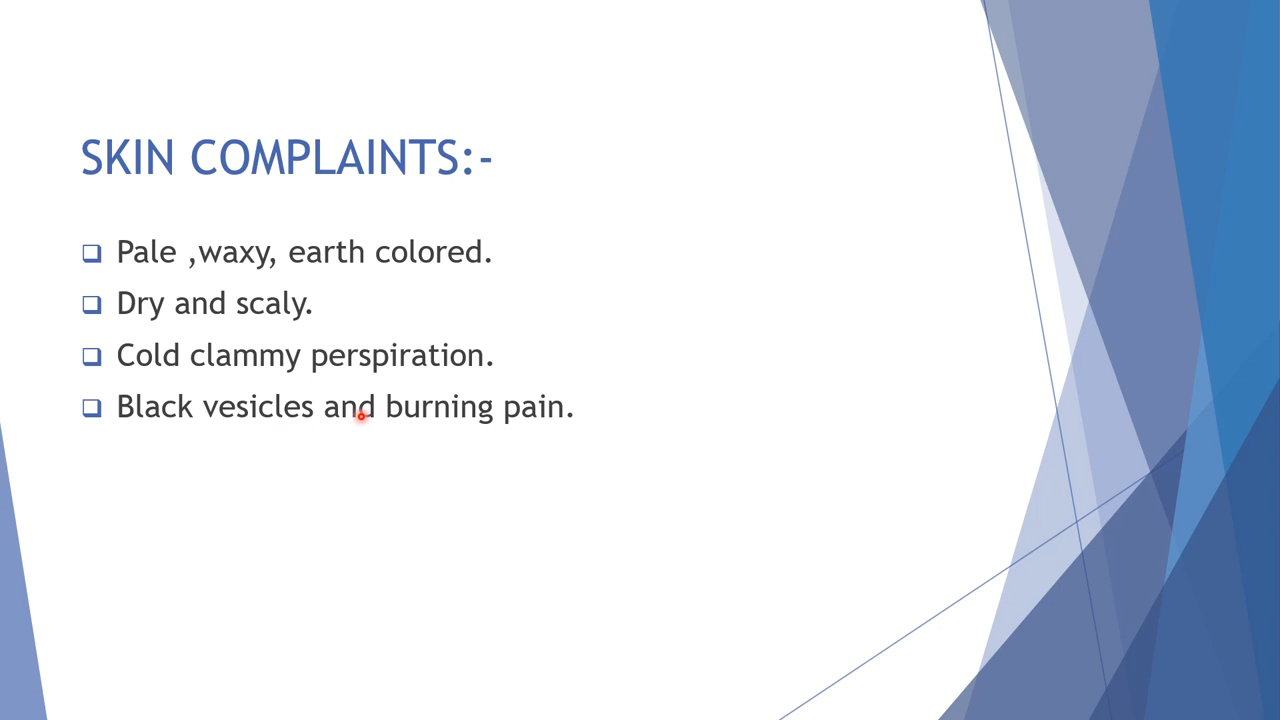 SKIN COMPLAINTS:-
Pale ,waxy, earth colored.
Dry and scaly.
Cold clammy perspiration.
Black vesicles and burning pain.